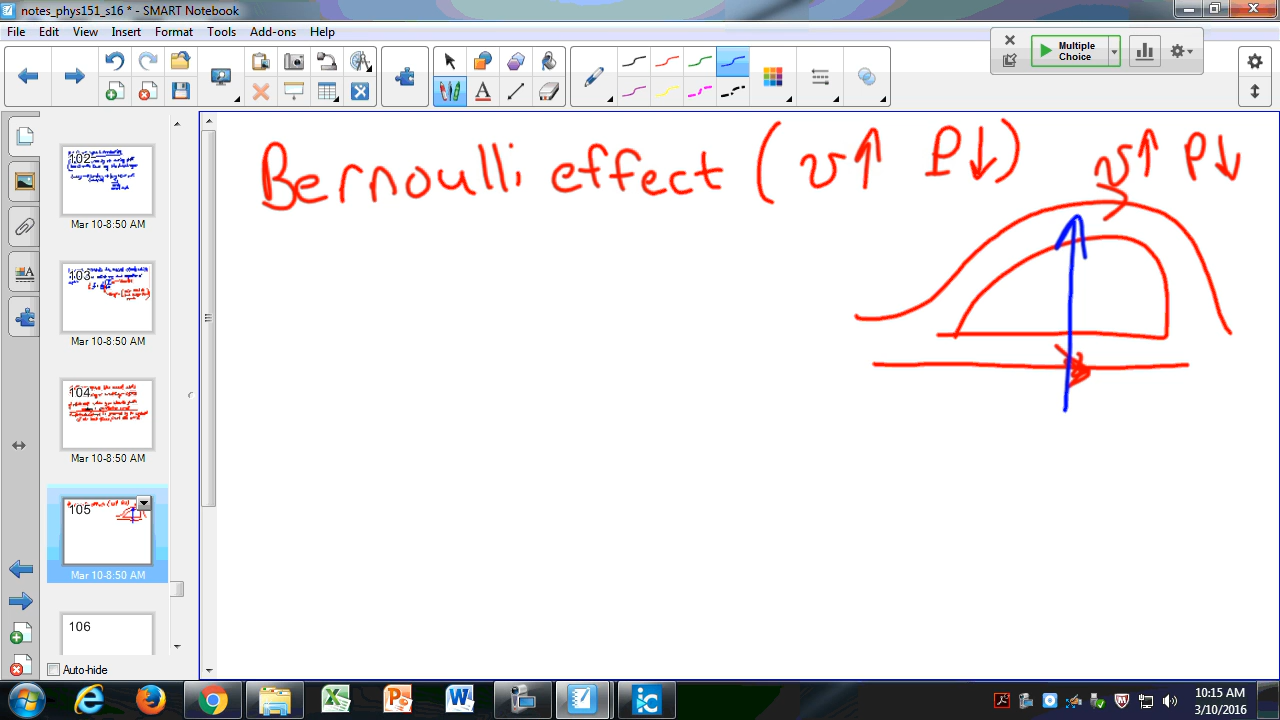 notes_phys151_s16 * - SMART Notebook
File Edit View Insert Format Tools Add-ons Help
Multiple
Choice
Bernoulli effect (v↑ P↓)
v↑ P↓
102
Mar 10-8:50 AM
103
Mar 10-8:50 AM
104
Mar 10-8:50 AM
105
Mar 10-8:50 AM
106
Auto-hide
10:15 AM
3/10/2016